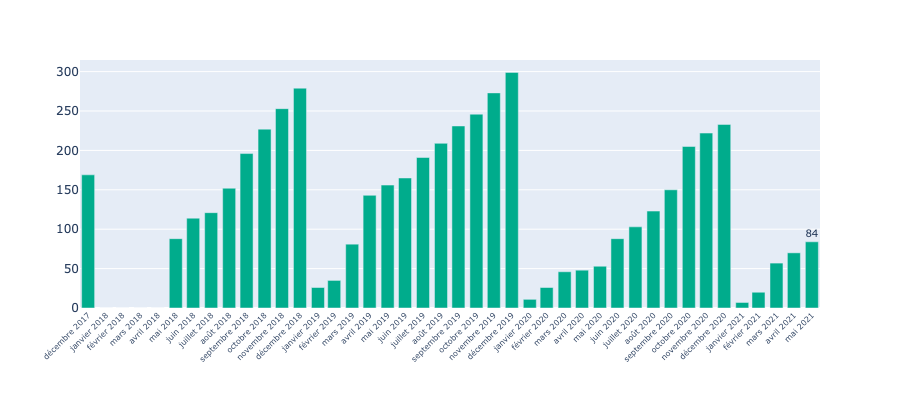 300
250
200
150
100
50
0
84
décembre 2017
janvier 2018
février 2018
mars 2018
avril 2018
mai 2018
juin 2018
juillet 2018
août 2018
septembre 2018
octobre 2018
novembre 2018
décembre 2018
janvier 2019
février 2019
mars 2019
avril 2019
mai 2019
juin 2019
juillet 2019
août 2019
septembre 2019
octobre 2019
novembre 2019
décembre 2019
janvier 2020
février 2020
mars 2020
avril 2020
mai 2020
juin 2020
juillet 2020
août 2020
septembre 2020
octobre 2020
novembre 2020
décembre 2020
janvier 2021
février 2021
mars 2021
avril 2021
mai 2021